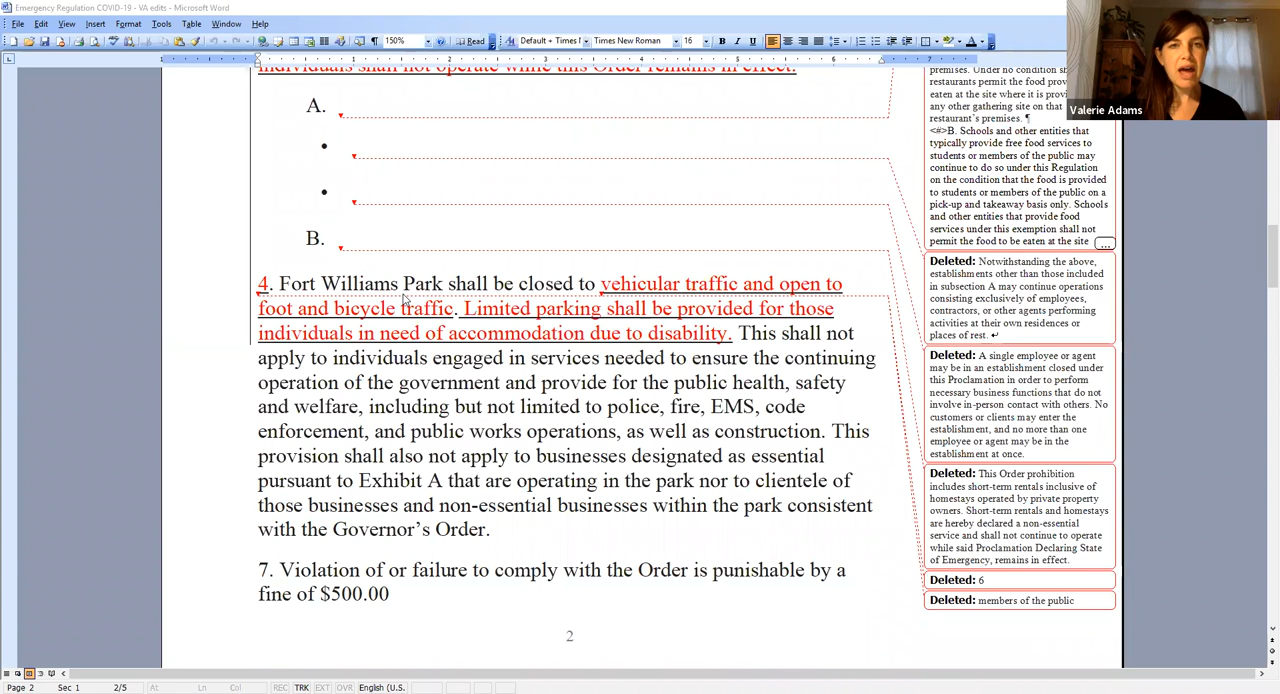 Emergency Regulation COVID-19 - VA edits - Microsoft Word
File Edit View Insert Format Tools Table Window Help
150% Read Default + Times Times New Roman 16 B I U
1 2 3 4 5 6 7
individuals shall not operate while this Order remains in effect.
A.
B.
4. Fort Williams Park shall be closed to vehicular traffic and open to
foot and bicycle traffic. Limited parking shall be provided for those
individuals in need of accommodation due to disability. This shall not
apply to individuals engaged in services needed to ensure the continuing
operation of the government and provide for the public health, safety
and welfare, including but not limited to police, fire, EMS, code
enforcement, and public works operations, as well as construction. This
provision shall also not apply to businesses designated as essential
pursuant to Exhibit A that are operating in the park nor to clientele of
those businesses and non-essential businesses within the park consistent
with the Governor's Order.
7. Violation of or failure to comply with the Order is punishable by a
fine of $500.00
2
premises. Under no condition sh
restaurants permit the food prov
eaten at the site where it is provi
any other gathering site on that
restaurant's premises. ¶
<#>B. Schools and other entities that
typically provide free food services to
students or members of the public may
continue to do so under this Regulation
on the condition that the food is provided
to students or members of the public on a
pick-up and takeaway basis only. Schools
and other entities that provide food
services under this exemption shall not
permit the food to be eaten at the site ...
Deleted: Notwithstanding the above,
establishments other than those included
in subsection A may continue operations
consisting exclusively of employees,
contractors, or other agents performing
activities at their own residences or
places of rest. ↵
Deleted: A single employee or agent
may be in an establishment closed under
this Proclamation in order to perform
necessary business functions that do not
involve in-person contact with others. No
customers or clients may enter the
establishment, and no more than one
employee or agent may be in the
establishment at once.
Deleted: This Order prohibition
includes short-term rentals inclusive of
homestays operated by private property
owners. Short-term rentals and homestays
are hereby declared a non-essential
service and shall not continue to operate
while said Proclamation Declaring State
of Emergency, remains in effect.
Deleted: 6
Deleted: members of the public
Valerie Adams
Page 2 Sec 1 2/5 At Ln Col REC TRK EXT OVR English (U.S.